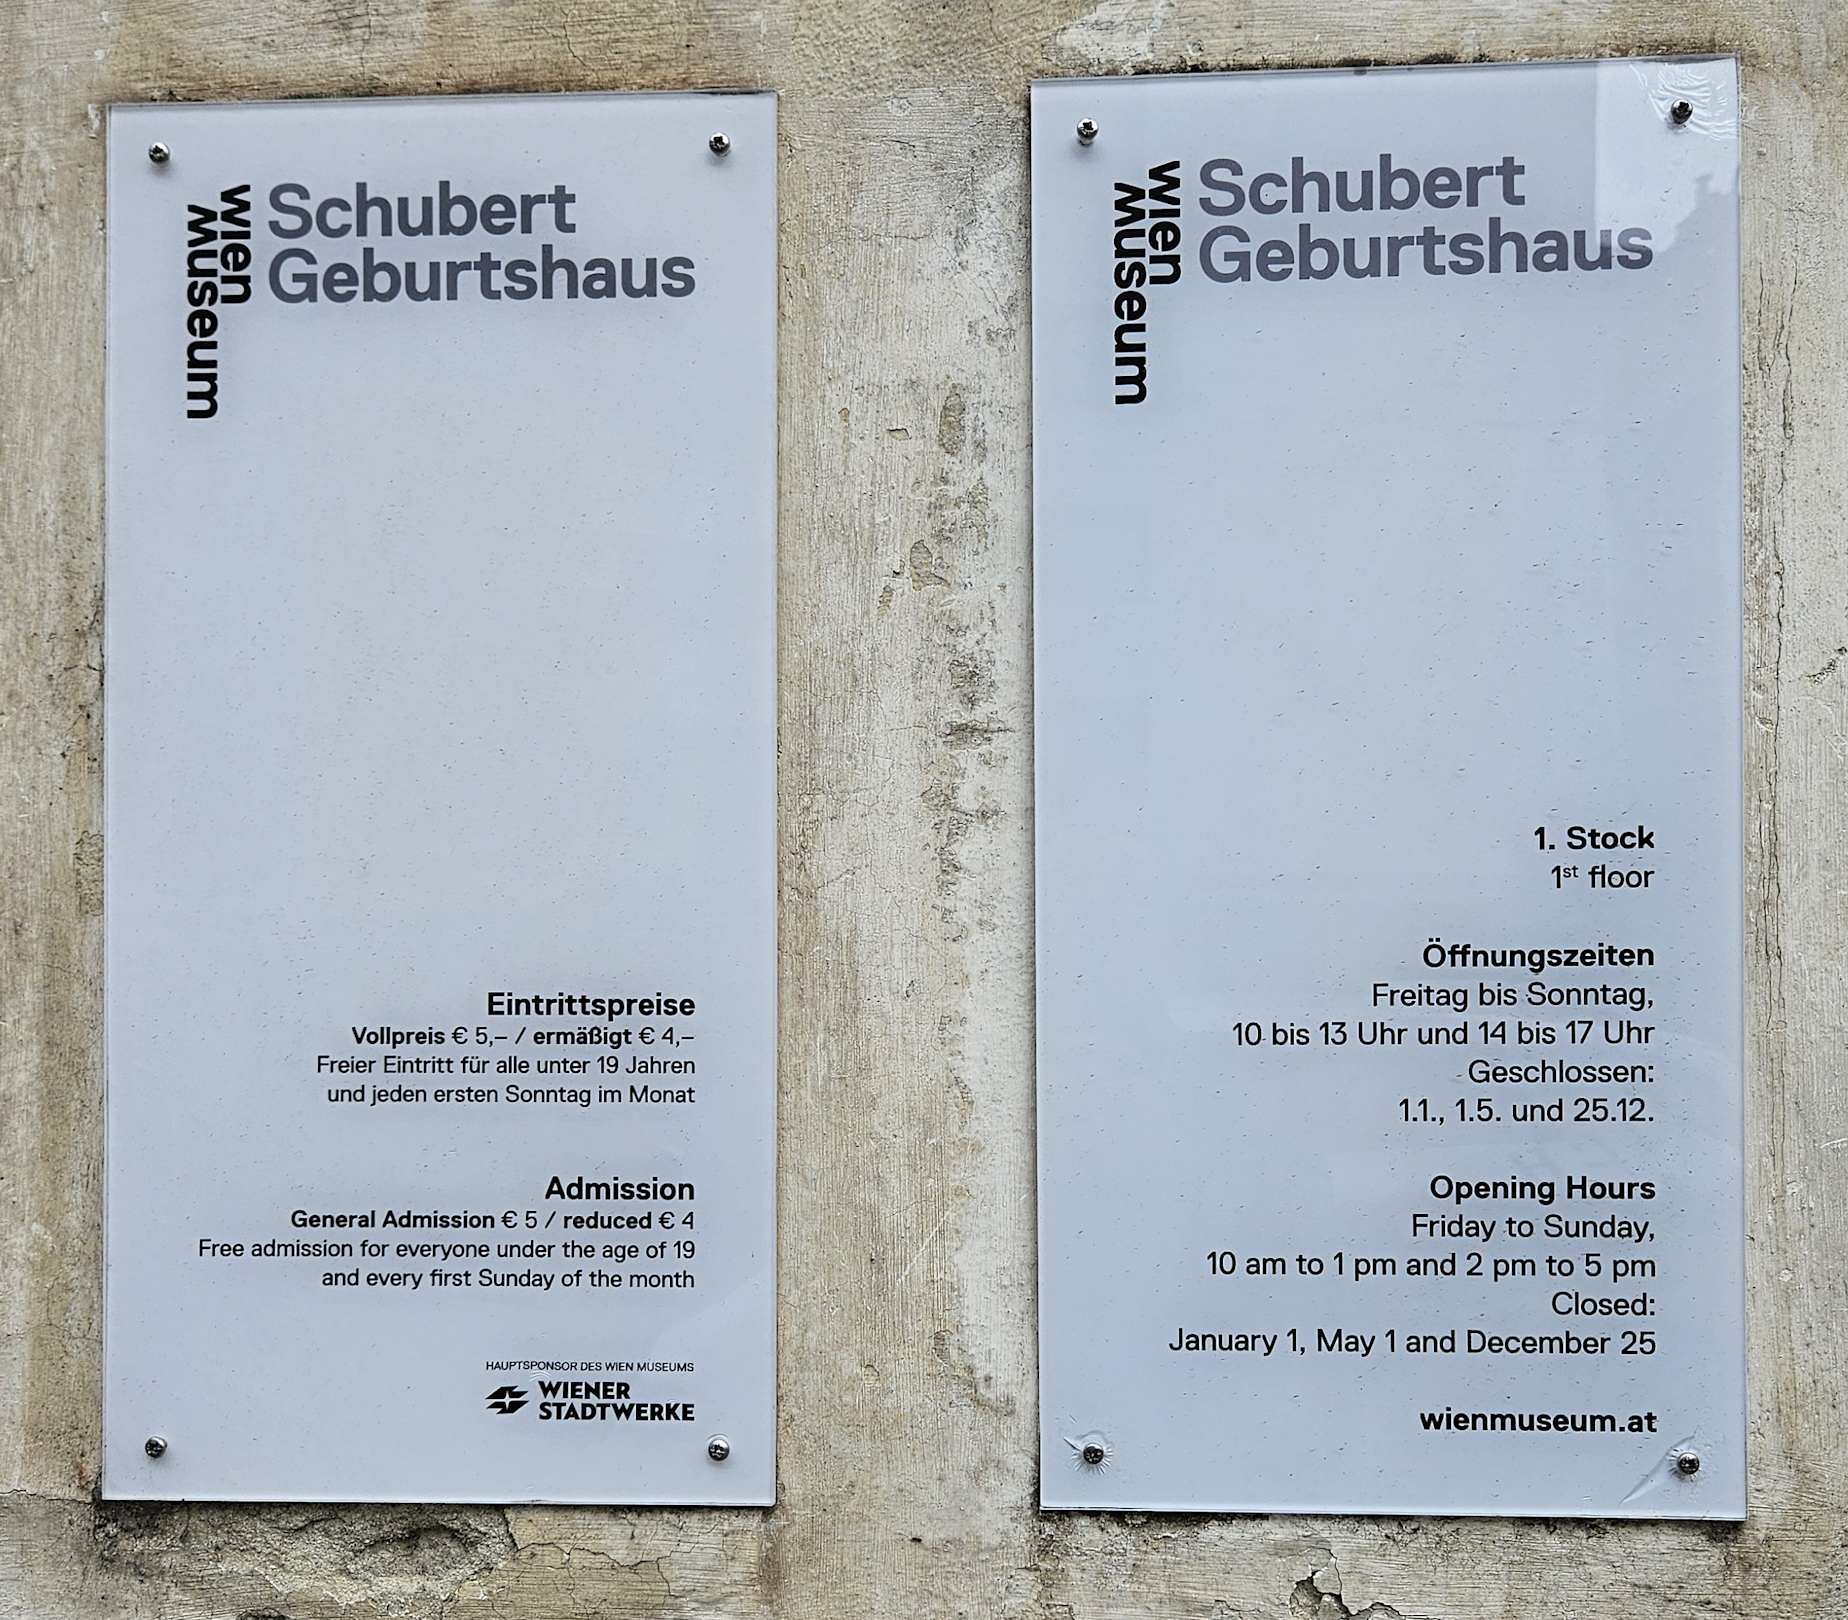 wien
museum
Schubert
Geburtshaus
Eintrittspreise
Vollpreis € 5,– / ermäßigt € 4,–
Freier Eintritt für alle unter 19 Jahren
und jeden ersten Sonntag im Monat
Admission
General Admission € 5 / reduced € 4
Free admission for everyone under the age of 19
and every first Sunday of the month
HAUPTSPONSOR DES WIEN MUSEUMS
WIENER
STADTWERKE
wien
museum
Schubert
Geburtshaus
1. Stock
1st floor
Öffnungszeiten
Freitag bis Sonntag,
10 bis 13 Uhr und 14 bis 17 Uhr
Geschlossen:
1.1., 1.5. und 25.12.
Opening Hours
Friday to Sunday,
10 am to 1 pm and 2 pm to 5 pm
Closed:
January 1, May 1 and December 25
wienmuseum.at